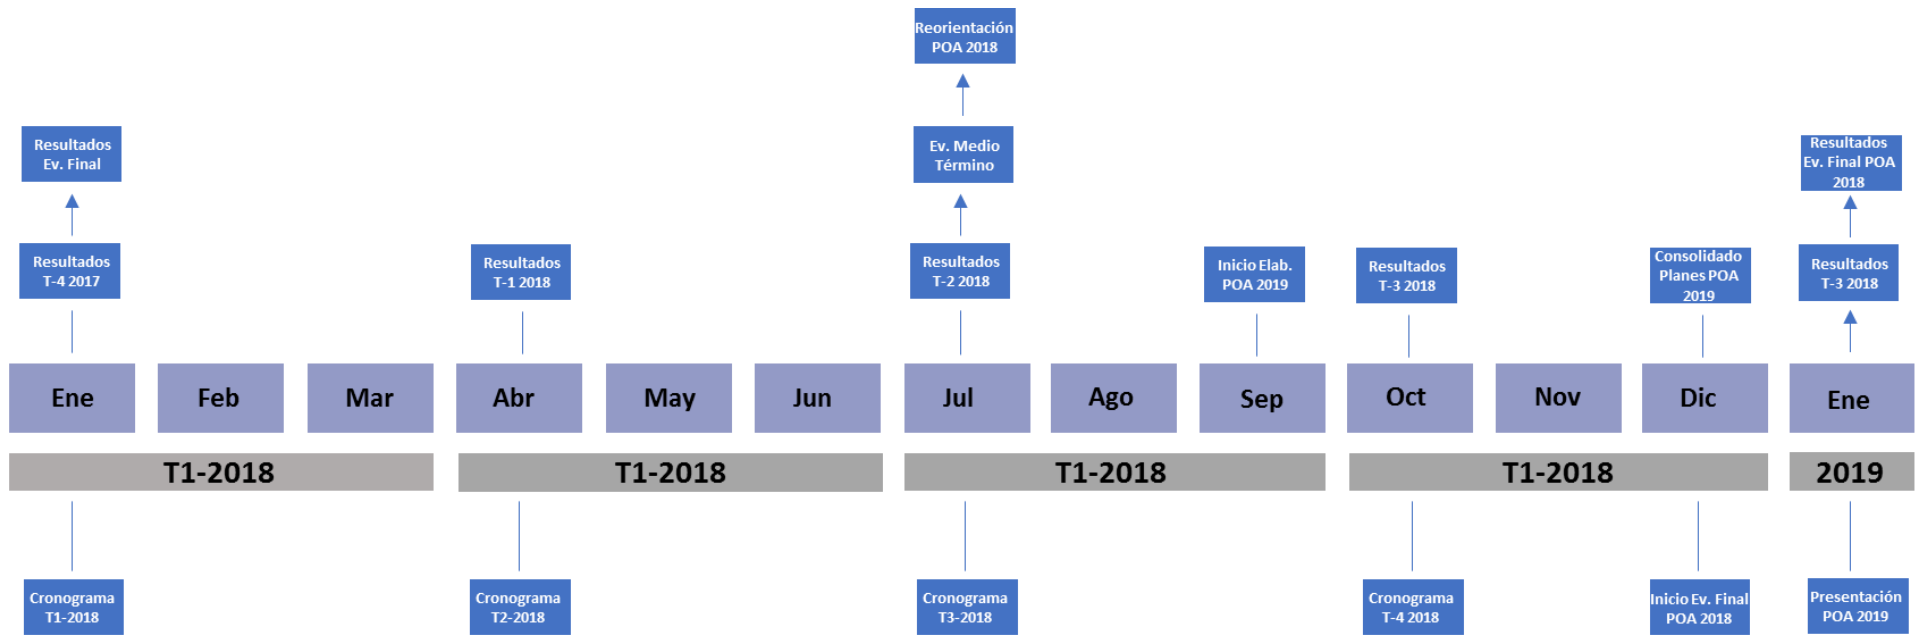 Reorientación
POA 2018
Resultados
Ev. Final
Ev. Medio
Término
Resultados
Ev. Final POA
2018
Resultados
T-4 2017
Resultados
T-1 2018
Resultados
T-2 2018
Inicio Elab.
POA 2019
Resultados
T-3 2018
Consolidado
Planes POA
2019
Resultados
T-3 2018
Ene
Feb
Mar
Abr
May
Jun
Jul
Ago
Sep
Oct
Nov
Dic
Ene
T1-2018
T1-2018
T1-2018
T1-2018
2019
Cronograma
T1-2018
Cronograma
T2-2018
Cronograma
T3-2018
Cronograma
T-4 2018
Inicio Ev. Final
POA 2018
Presentación
POA 2019